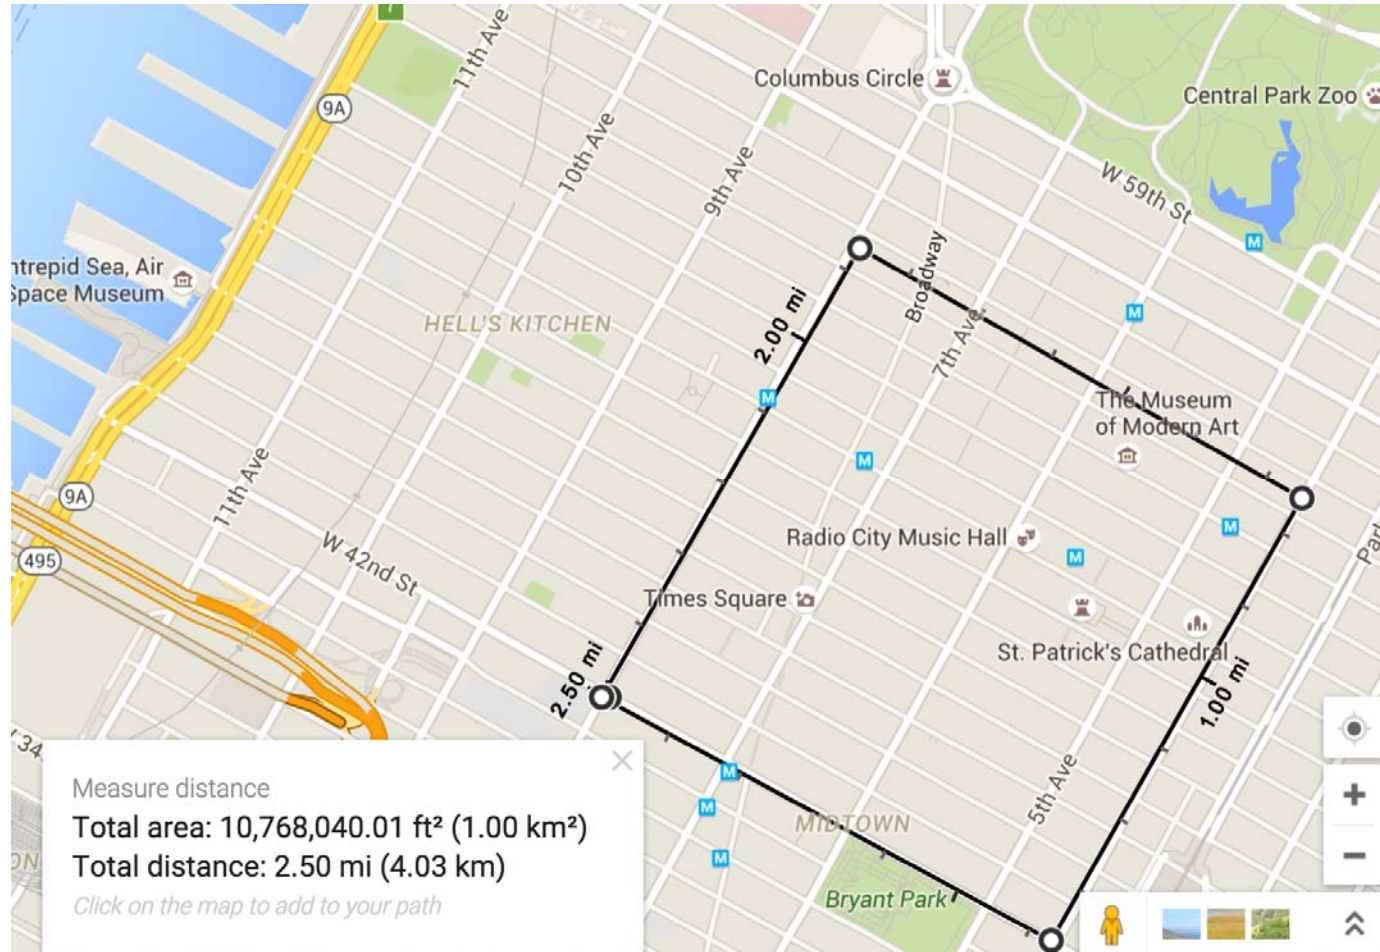 11th Ave
9A
Columbus Circle
Central Park Zoo
10th Ave
9th Ave
W 59th St
Broadway
ntrepid Sea, Air
Space Museum
M
2.00 mi
HELL'S KITCHEN
M
7th Ave
M
The Museum
of Modern Art
M
11th Ave
9A
M
Radio City Music Hall
Park
W 42nd St
495
M
Times Square
St. Patrick's Cathedral
2.50 mi
1.00 mi
W 34
M
5th Ave
M
MIDTOWN
M
Bryant Park
ON
Measure distance
Total area: 10,768,040.01 ft² (1.00 km²)
Total distance: 2.50 mi (4.03 km)
Click on the map to add to your path